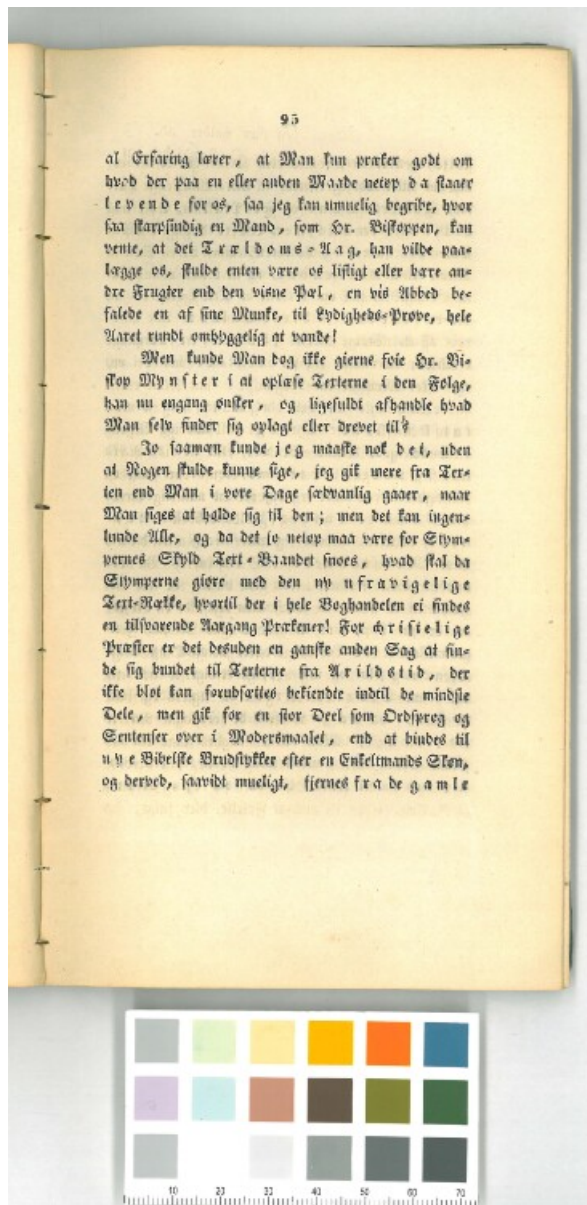 95
al Erfaring lærer, at Man kun præker godt om
hvad der paa en eller anden Maade netop da staaer
levende for os, saa jeg kan umuelig begribe, hvor
saa skarpsindig en Mand, som Hr. Biskoppen, kan
vente, at det Trældoms-Aag, han vilde paa-
lægge os, skulde enten være os lifligt eller bære an-
dre Frugter end den visne Pæl, en vis Abbed be-
falede en af sine Munke, til Lydigheds-Prøve, hele
Aaret rundt omhyggelig at vande!
Men kunde Man dog ikke gierne føie Hr. Bi-
skop Mynster i at oplæse Texterne i den Følge,
han nu engang ønsker, og ligefuldt afhandle hvad
Man selv finder sig oplagt eller drevet til?
Jo saamæn kunde jeg maaske nok det, uden
at Nogen skulde kunne sige, jeg gik mere fra Tex-
ten end Man i vore Dage sædvanlig gaaer, naar
Man siges at holde sig til den; men det kan ingen-
lunde Alle, og da det jo netop maa være for Stym-
pernes Skyld Text-Baandet snoes, hvad skal da
Stymperne giøre med den ny ufravigelige
Text-Række, hvortil der i hele Boghandelen ei findes
en tilsvarende Aargang Prækener! For christelige
Præster er det desuden en ganske anden Sag at fin-
de sig bundet til Texterne fra Arildstid, der
ikke blot kan forudsættes bekiendte indtil de mindste
Dele, men gik for en stor Deel som Ordsprog og
Sentenser over i Modersmaalet, end at bindes til
nye Bibelske Brudstykker efter en Enkeltmands Skøn,
og derved, saavidt mueligt, fjernes fra de gamle
10 20 30 40 50 60 70